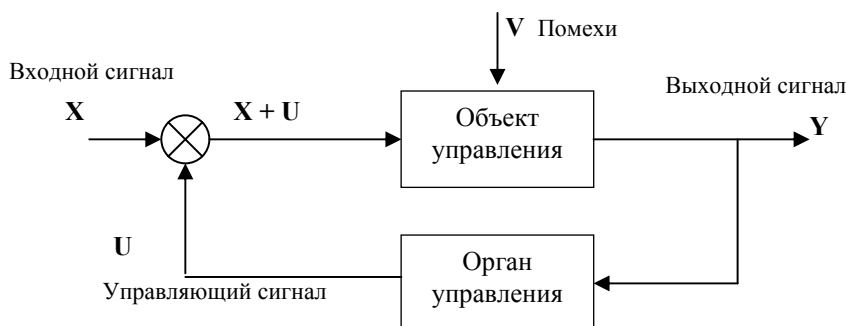 V Помехи
Входной сигнал
Выходной сигнал
X
X + U
Объект
управления
Y
U
Управляющий сигнал
Орган
управления